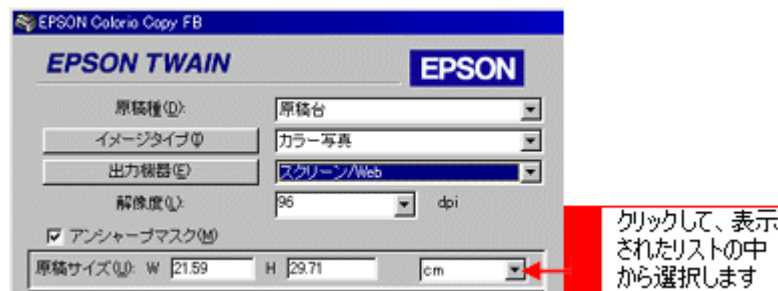 EPSON Colorio Copy FB
EPSON TWAIN
EPSON
原稿種(D):
原稿台
イメージタイプ(I)
カラー写真
出力機器(E)
スクリーン/Web
解像度(L):
96
dpi
アンシャープマスク(M)
原稿サイズ(U): W 21.59 H 29.71 cm
クリックして、表示
されたリストの中
から選択します